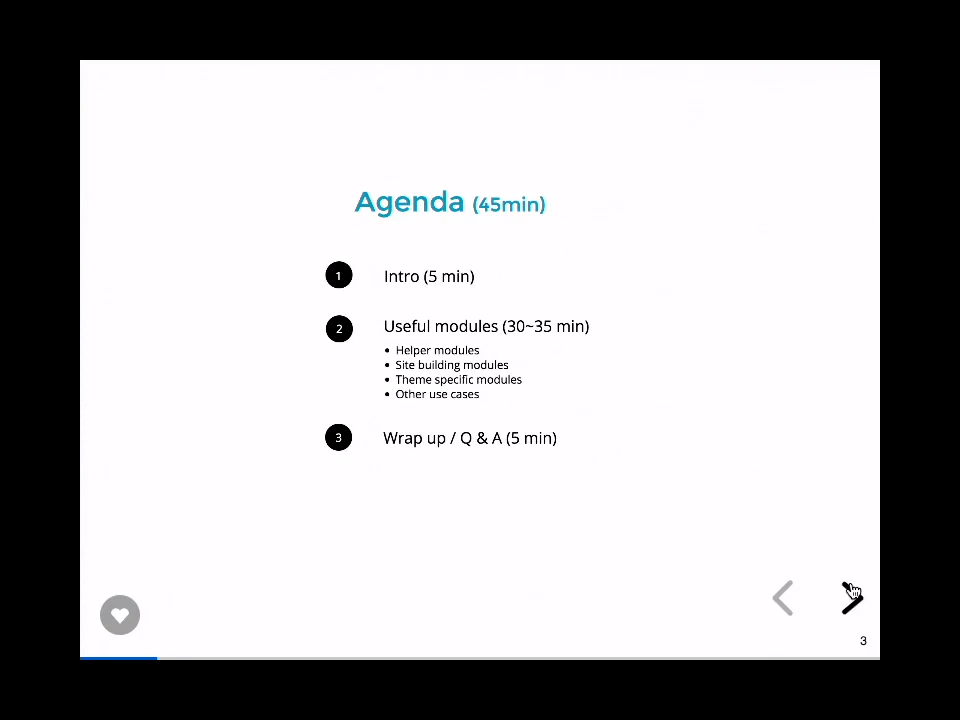 Agenda (45min)
1 Intro (5 min)
2 Useful modules (30~35 min)
• Helper modules
• Site building modules
• Theme specific modules
• Other use cases
3 Wrap up / Q & A (5 min)
3